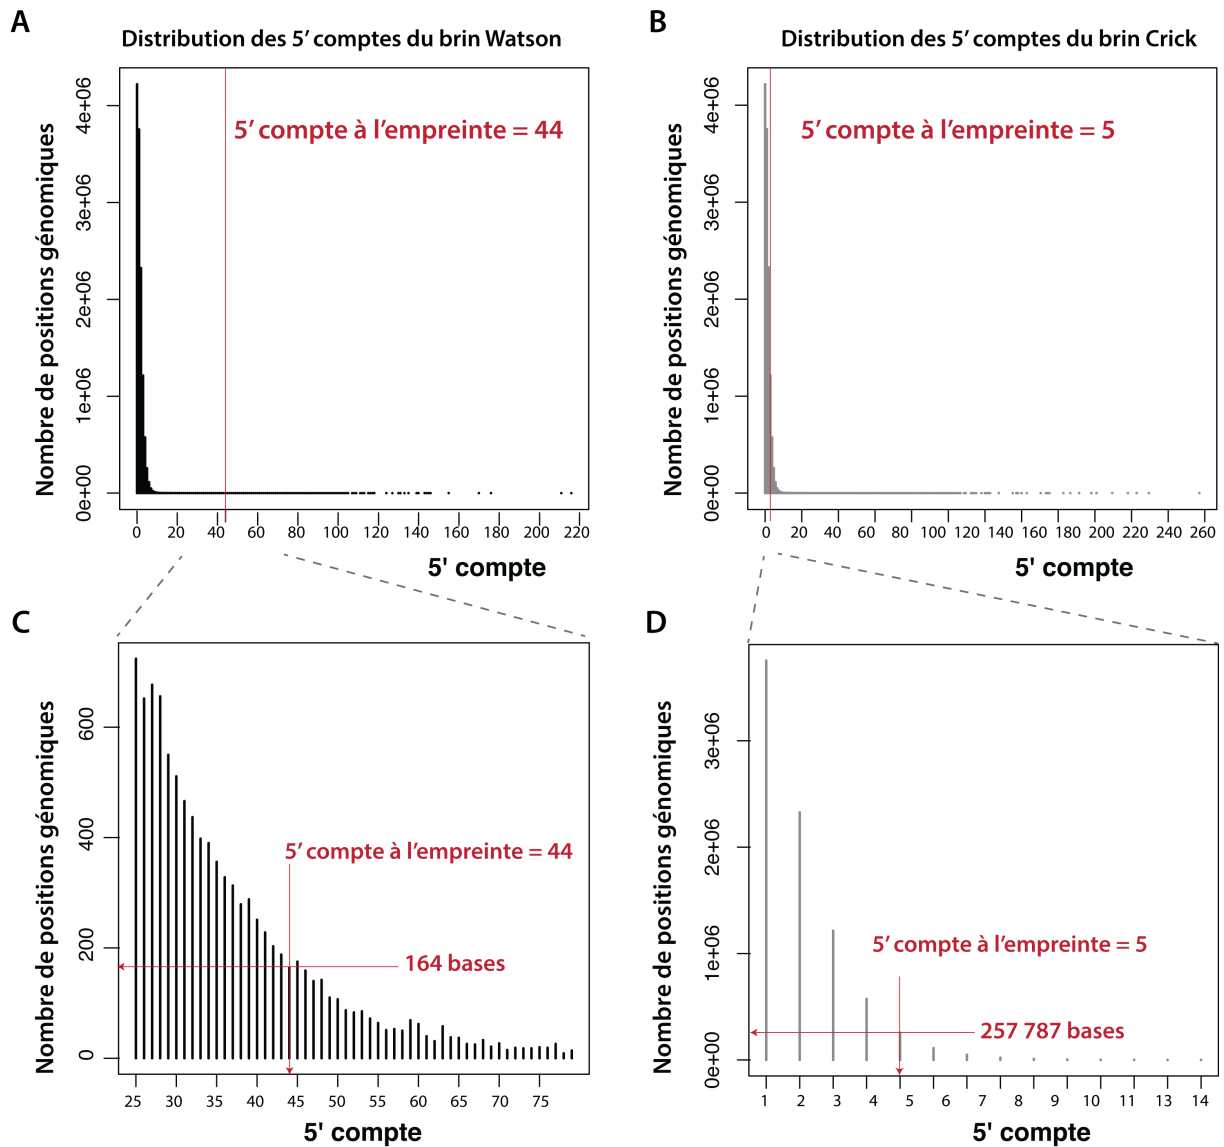 A
Distribution des 5’ comptes du brin Watson
Nombre de positions génomiques
4e+06
3e+06
2e+06
1e+06
0e+00
5’ compte à l’empreinte = 44
0 20 40 60 80 100 120 140 160 180 200 220
5' compte
B
Distribution des 5’ comptes du brin Crick
Nombre de positions génomiques
4e+06
3e+06
2e+06
1e+06
0e+00
5’ compte à l’empreinte = 5
0 20 40 60 80 100 120 140 160 180 200 220 240 260
5' compte
C
Nombre de positions génomiques
600
400
200
0
5’ compte à l’empreinte = 44
164 bases
25 30 35 40 45 50 55 60 65 70 75
5' compte
D
Nombre de positions génomiques
3e+06
2e+06
1e+06
0e+00
5’ compte à l’empreinte = 5
257 787 bases
1 2 3 4 5 6 7 8 9 10 11 12 13 14
5' compte